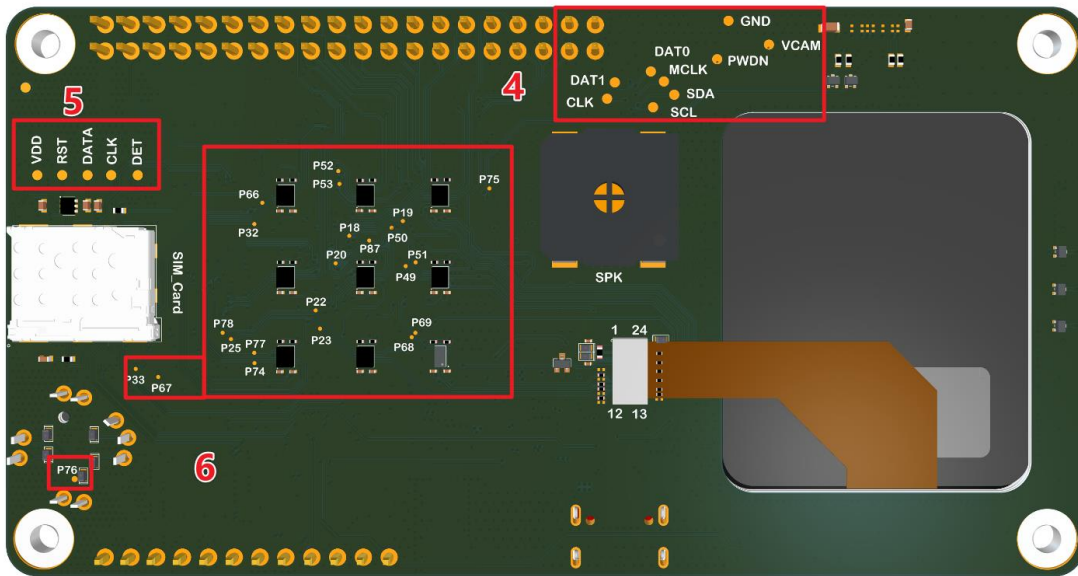 GND
VCAM
4
DAT0
PWDN
MCLK
DAT1
SDA
CLK
SCL
5
VDD
RST
DATA
CLK
DET
P52
P53
P75
P66
P19
P32
P18
P50
P87
P20
P51
P49
SIM_Card
SPK
P22
P78
P69
P23
P25
P68
P77
P74
1 24
P33
P67
12 13
6
P76